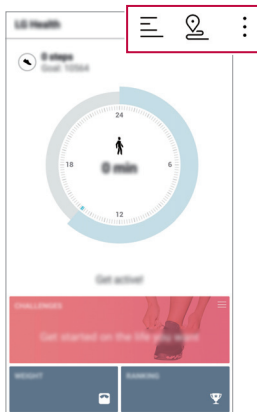 LG Health
0 steps
Goal: 10564
24
18
6
0 min
12
Get active!
CHALLENGES
Get started on the life you want
WEIGHT
RANKING